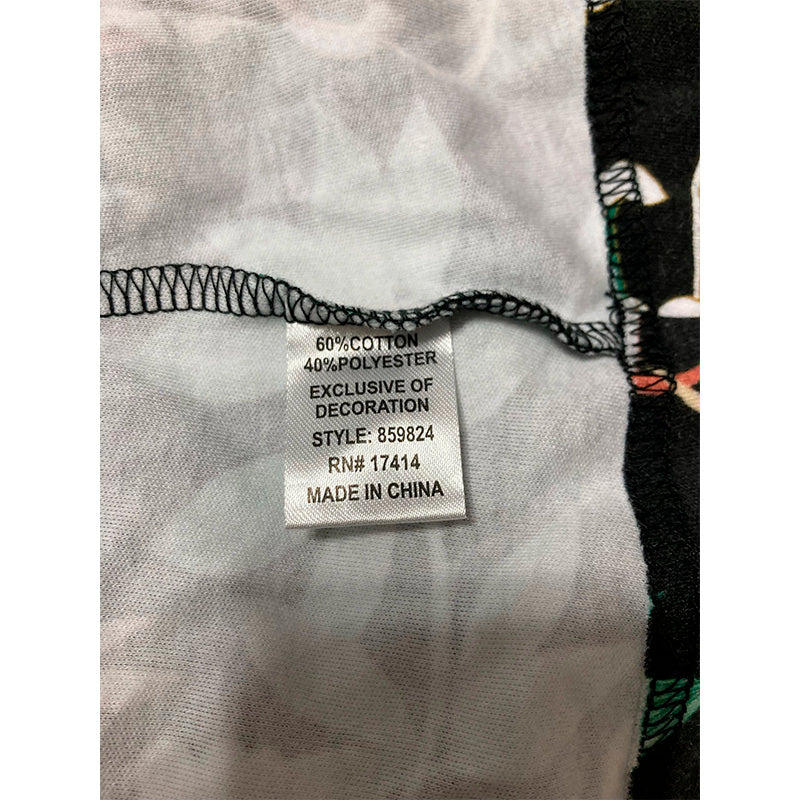 60%COTTON
40%POLYESTER
EXCLUSIVE OF
DECORATION
STYLE: 859824
RN# 17414
MADE IN CHINA